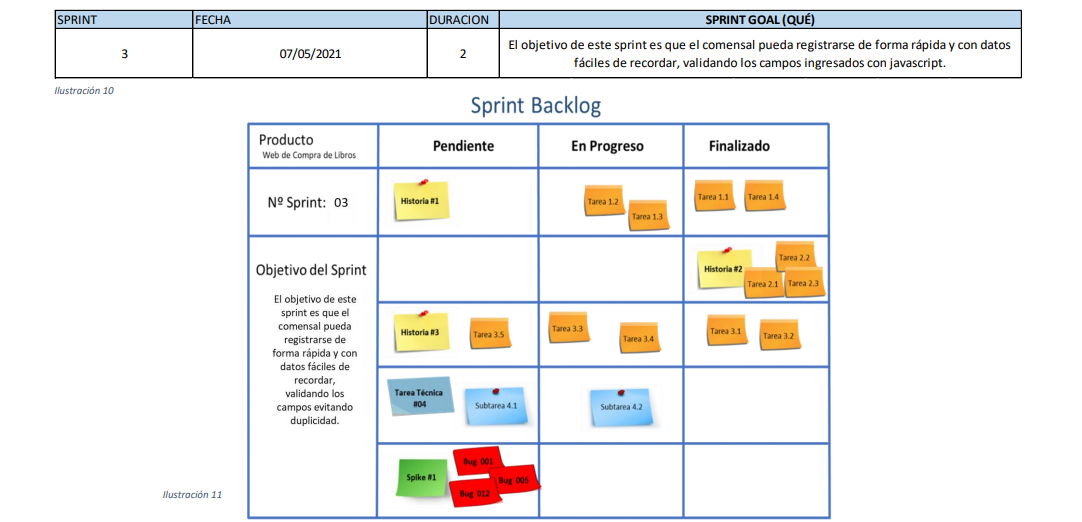 SPRINT FECHA DURACION SPRINT GOAL (QUÉ)
3 07/05/2021 2 El objetivo de este sprint es que el comensal pueda registrarse de forma rápida y con datos
fáciles de recordar, validando los campos ingresados con javascript.
Ilustración 10
Sprint Backlog
Producto
Web de Compra de Libros
Pendiente
En Progreso
Finalizado
Nº Sprint: 03
Historia #1
Tarea 1.2
Tarea 1.3
Tarea 1.1
Tarea 1.4
Objetivo del Sprint
El objetivo de este
sprint es que el
comensal pueda
registrarse de
forma rápida y con
datos fáciles de
recordar,
validando los
campos evitando
duplicidad.
Historia #2
Tarea 2.2
Tarea 2.1
Tarea 2.3
Historia #3
Tarea 3.5
Tarea 3.3
Tarea 3.4
Tarea 3.1
Tarea 3.2
Tarea Técnica
#04
Subtarea 4.1
Subtarea 4.2
Spike #1
Bug 001
Bug 005
Bug 012
Ilustración 11